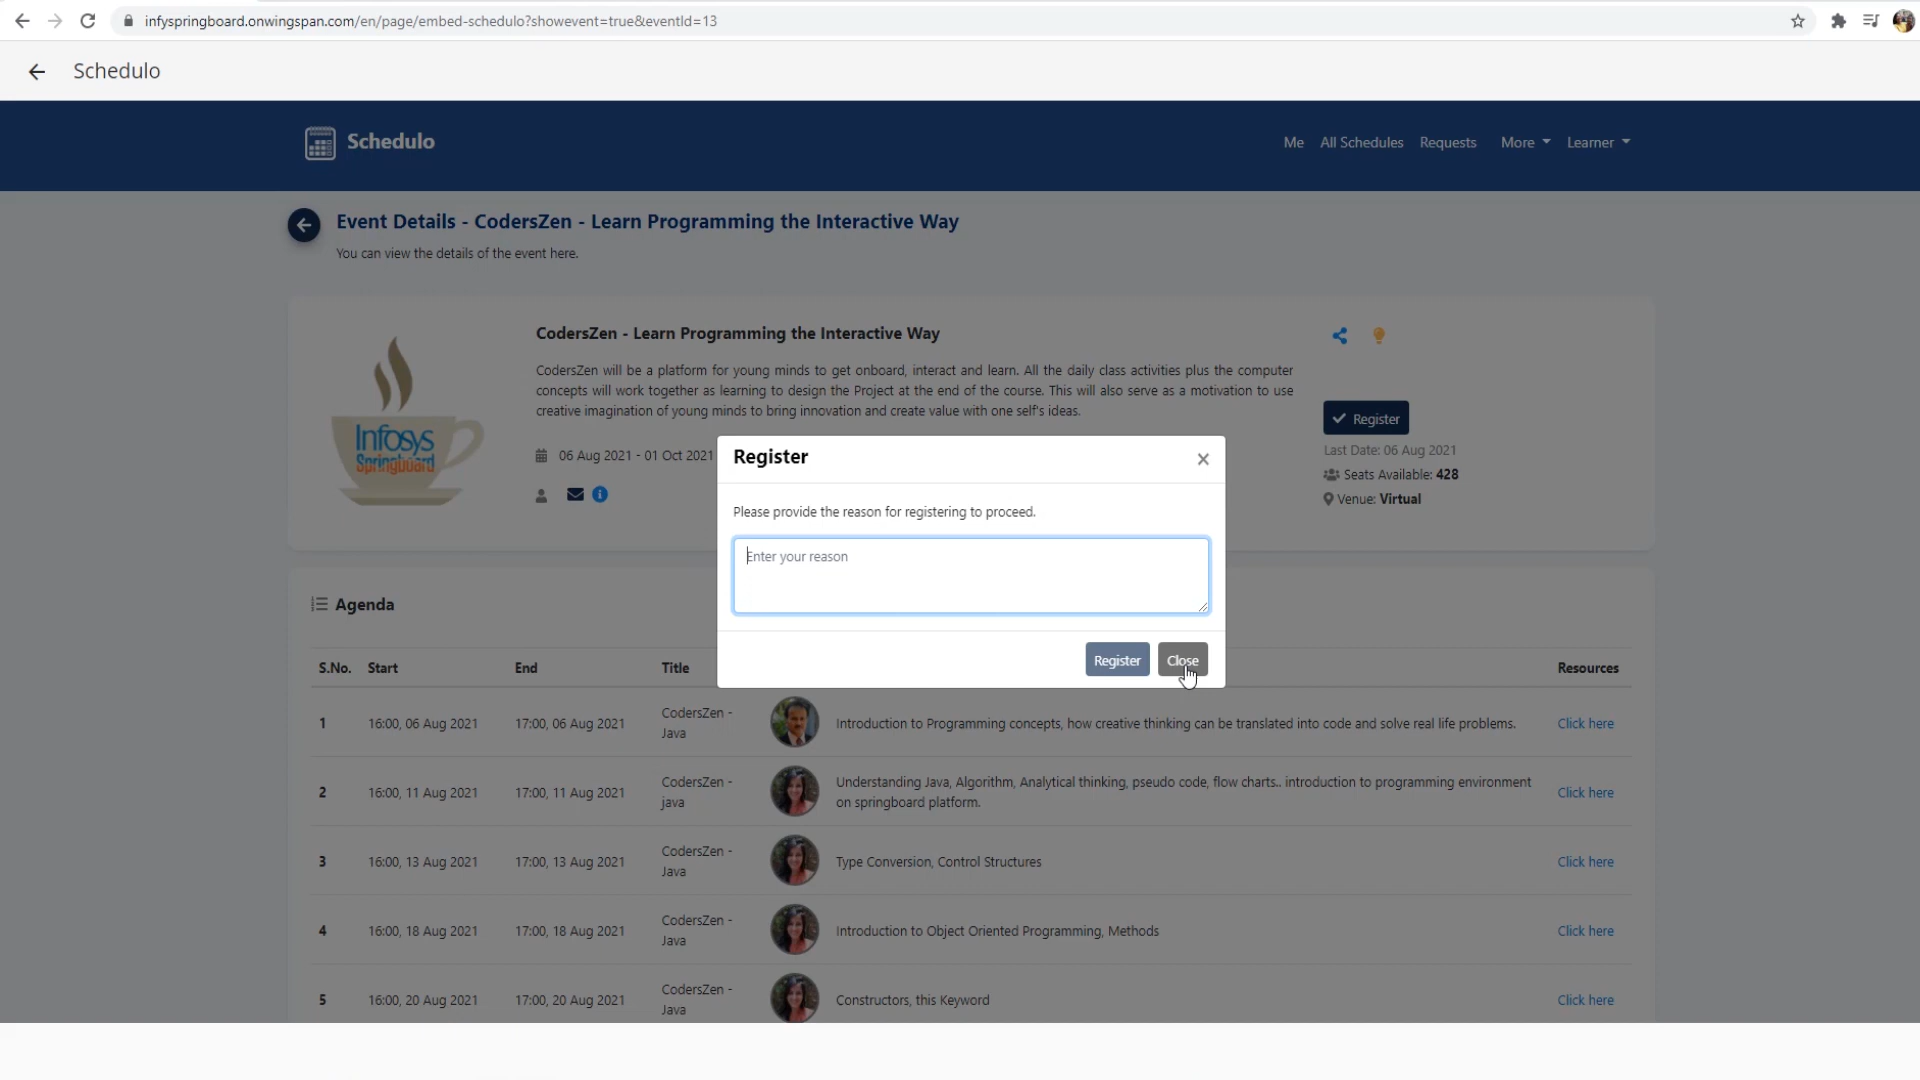 infyspringboard.onwingspan.com/en/page/embed-schedulo?showevent=true&eventId=13
Schedulo
Schedulo
Me All Schedules Requests More Learner
Event Details - CodersZen - Learn Programming the Interactive Way
You can view the details of the event here.
CodersZen - Learn Programming the Interactive Way
CodersZen will be a platform for young minds to get onboard, interact and learn. All the daily class activities plus the computer
concepts will work together as learning to design the Project at the end of the course. This will also serve as a motivation to use
creative imagination of young minds to bring innovation and create value with one self's ideas.
Infosys
Springboard
06 Aug 2021 - 01 Oct 2021
Register
Last Date: 06 Aug 2021
Seats Available: 428
Venue: Virtual
Register
×
Please provide the reason for registering to proceed.
Enter your reason
Register Close
Agenda
S.No. Start End Title Resources
1 16:00, 06 Aug 2021 17:00, 06 Aug 2021 CodersZen - Introduction to Programming concepts, how creative thinking can be translated into code and solve real life problems. Click here
Java
2 16:00, 11 Aug 2021 17:00, 11 Aug 2021 CodersZen - Understanding Java, Algorithm, Analytical thinking, pseudo code, flow charts.. introduction to programming environment Click here
java on springboard platform.
3 16:00, 13 Aug 2021 17:00, 13 Aug 2021 CodersZen - Type Conversion, Control Structures Click here
Java
4 16:00, 18 Aug 2021 17:00, 18 Aug 2021 CodersZen - Introduction to Object Oriented Programming, Methods Click here
Java
5 16:00, 20 Aug 2021 17:00, 20 Aug 2021 CodersZen - Constructors, this Keyword Click here
Java